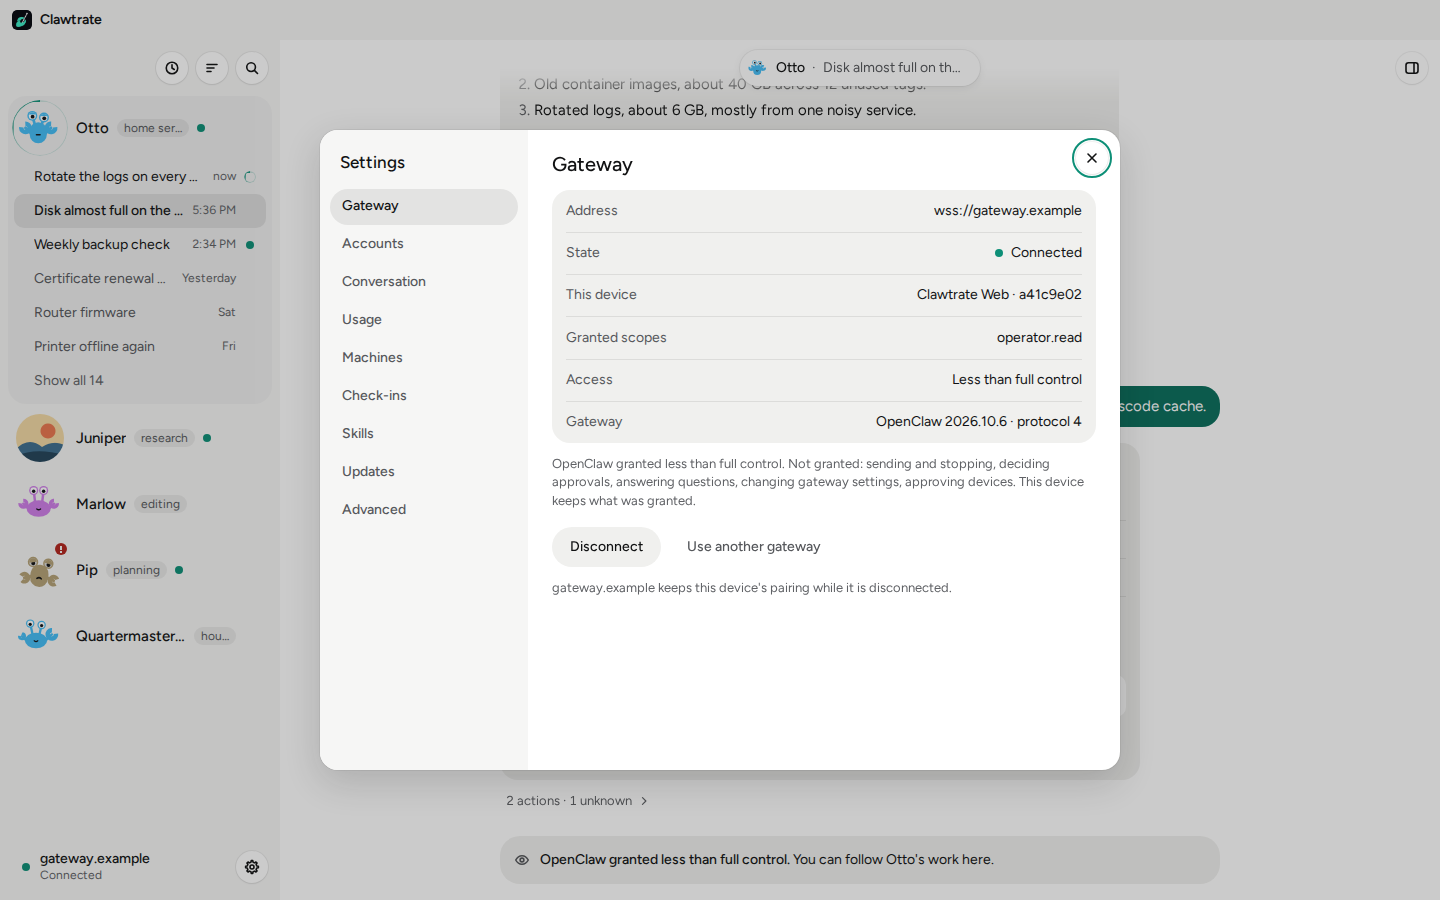 Clawtrate
Otto · Disk almost full on th...
2. Old container images, about 40 GB across 12 unused tags.
3. Rotated logs, about 6 GB, mostly from one noisy service.
Otto home ser...
Rotate the logs on every ... now
Disk almost full on the ... 5:36 PM
Weekly backup check 2:34 PM
Certificate renewal ... Yesterday
Router firmware Sat
Printer offline again Fri
Show all 14
Juniper research
Marlow editing
Pip planning
Quartermaster... hou...
gateway.example
Connected
Settings
Gateway
Accounts
Conversation
Usage
Machines
Check-ins
Skills
Updates
Advanced
Gateway
Address wss://gateway.example
State Connected
This device Clawtrate Web · a41c9e02
Granted scopes operator.read
Access Less than full control
Gateway OpenClaw 2026.10.6 · protocol 4
OpenClaw granted less than full control. Not granted: sending and stopping, deciding
approvals, answering questions, changing gateway settings, approving devices. This device
keeps what was granted.
Disconnect Use another gateway
gateway.example keeps this device's pairing while it is disconnected.
scode cache.
2 actions · 1 unknown
OpenClaw granted less than full control. You can follow Otto's work here.